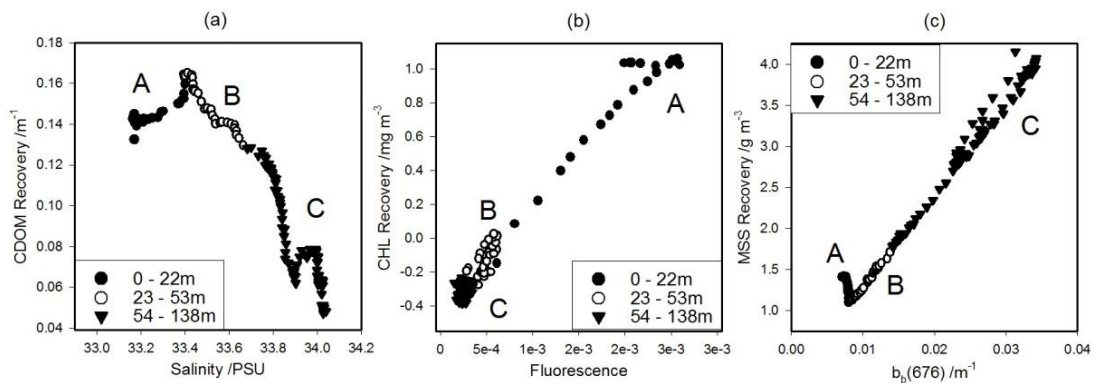 (a)
CDOM Recovery /m-1
0.18
0.16
0.14
0.12
0.10
0.08
0.06
0.04
A
B
C
0 - 22m
23 - 53m
54 - 138m
33.0 33.2 33.4 33.6 33.8 34.0 34.2
Salinity /PSU
(b)
CHL Recovery /mg m-3
1.0
0.8
0.6
0.4
0.2
0.0
-0.2
-0.4
A
B
C
0 - 22m
23 - 53m
54 - 138m
0 5e-4 1e-3 2e-3 2e-3 3e-3 3e-3
Fluorescence
(c)
MSS Recovery /g m-3
4.0
3.5
3.0
2.5
2.0
1.5
1.0
0 - 22m
23 - 53m
54 - 138m
C
A
B
0.00 0.01 0.02 0.03 0.04
bb(676) /m-1